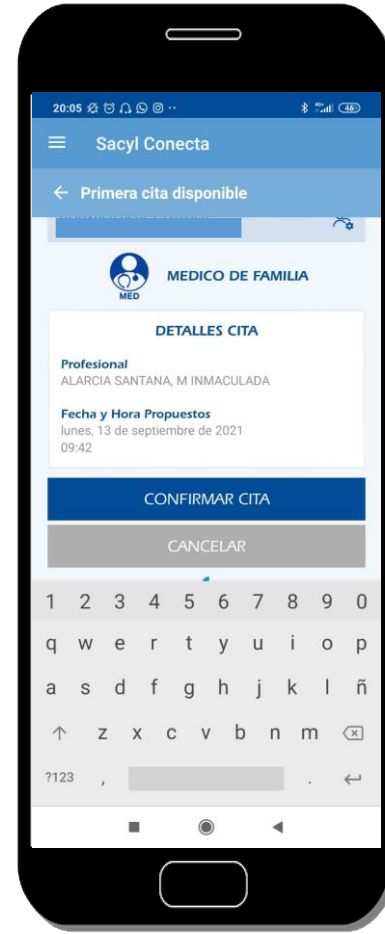 20:05
46
Sacyl Conecta
Primera cita disponible
MED
MEDICO DE FAMILIA
DETALLES CITA
Profesional
ALARCIA SANTANA, M INMACULADA
Fecha y Hora Propuestos
lunes, 13 de septiembre de 2021
09:42
CONFIRMAR CITA
CANCELAR
1 2 3 4 5 6 7 8 9 0
q w e r t y u i o p
a s d f g h j k l ñ
z x c v b n m
?123 , .